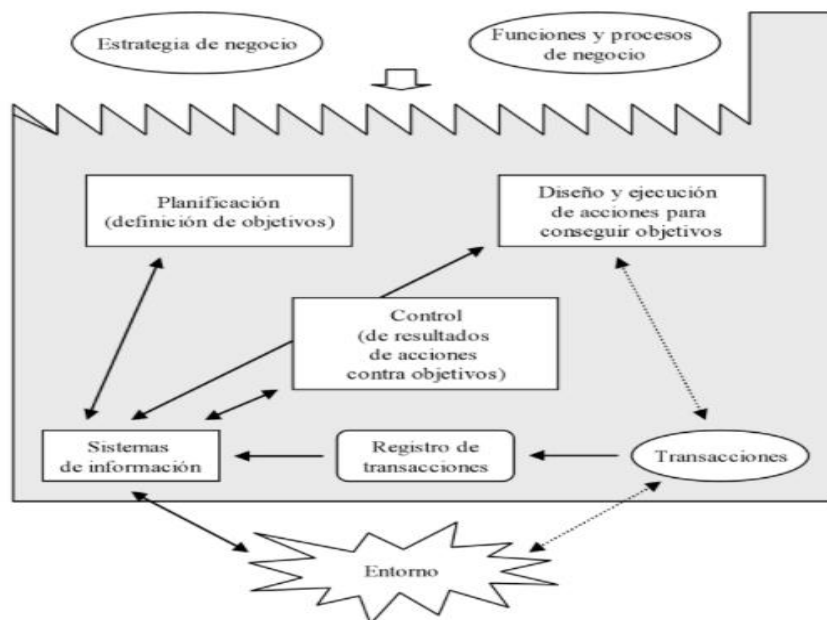 Estrategia de negocio
Funciones y procesos
de negocio
Planificación
(definición de objetivos)
Diseño y ejecución
de acciones para
conseguir objetivos
Control
(de resultados
de acciones
contra objetivos)
Sistemas
de información
Registro de
transacciones
Transacciones
Entorno